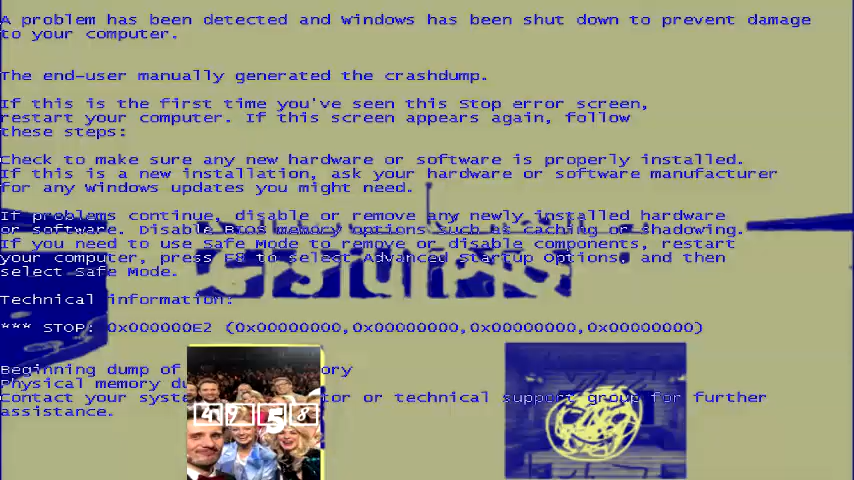 A problem has been detected and Windows has been shut down to prevent damage
to your computer.
The end-user manually generated the crashdump.
If this is the first time you've seen this Stop error screen,
restart your computer. If this screen appears again, follow
these steps:
Check to make sure any new hardware or software is properly installed.
If this is a new installation, ask your hardware or software manufacturer
for any Windows updates you might need.
If problems continue, disable or remove any newly installed hardware
or software. Disable BIOS memory options such as caching or shadowing.
If you need to use Safe Mode to remove or disable components, restart
your computer, press F8 to select Advanced Startup Options, and then
select Safe Mode.
Technical information:
*** STOP: 0x000000E2 (0x00000000,0x00000000,0x00000000,0x00000000)
Beginning dump of
Physical memory
Contact your or technical support group for further
assistance.
4 9 5 8